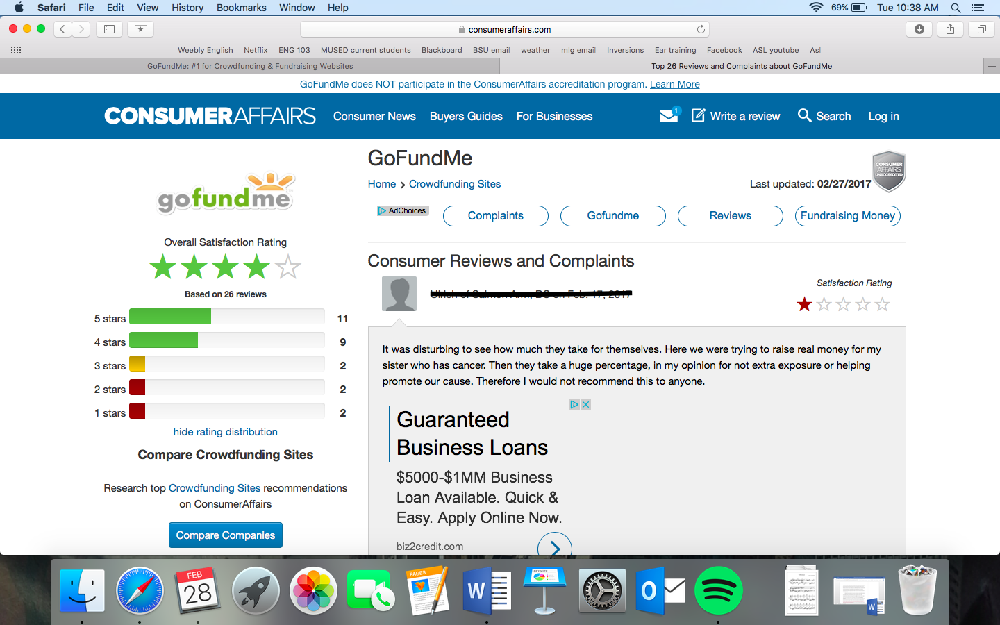 Safari File Edit View History Bookmarks Window Help 69% Tue 10:38 AM
consumeraffairs.com
Weebly English Netflix ENG 103 MUSED current students Blackboard BSU email weather mlg email Inversions Ear training Facebook ASL youtube Asl
GoFundMe: #1 for Crowdfunding & Fundraising Websites Top 26 Reviews and Complaints about GoFundMe
GoFundMe does NOT participate in the ConsumerAffairs accreditation program. Learn More
CONSUMERAFFAIRS Consumer News Buyers Guides For Businesses 1 Write a review Search Log in
gofundme
Overall Satisfaction Rating
Based on 26 reviews
5 stars 11
4 stars 9
3 stars 2
2 stars 2
1 stars 2
hide rating distribution
Compare Crowdfunding Sites
Research top Crowdfunding Sites recommendations
on ConsumerAffairs
Compare Companies
GoFundMe
Home > Crowdfunding Sites
Last updated: 02/27/2017
CONSUMER
AFFAIRS
UNACCREDITED
AdChoices Complaints Gofundme Reviews Fundraising Money
Consumer Reviews and Complaints
Satisfaction Rating
It was disturbing to see how much they take for themselves. Here we were trying to raise real money for my
sister who has cancer. Then they take a huge percentage, in my opinion for not extra exposure or helping
promote our cause. Therefore I would not recommend this to anyone.
Guaranteed
Business Loans
$5000-$1MM Business
Loan Available. Quick &
Easy. Apply Online Now.
biz2credit.com
FEB
28
PAGES
W
O
W